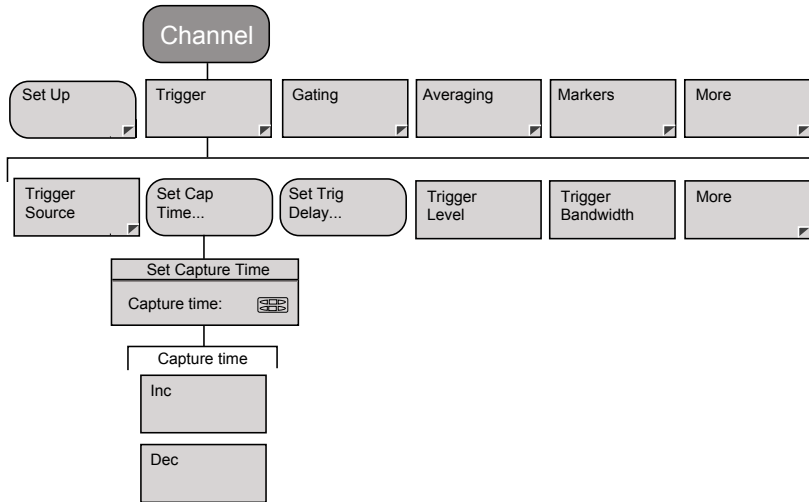 Channel
Set Up
Trigger
Gating
Averaging
Markers
More
Trigger
Source
Set Cap
Time...
Set Trig
Delay...
Trigger
Level
Trigger
Bandwidth
More
Set Capture Time
Capture time:
Capture time
Inc
Dec